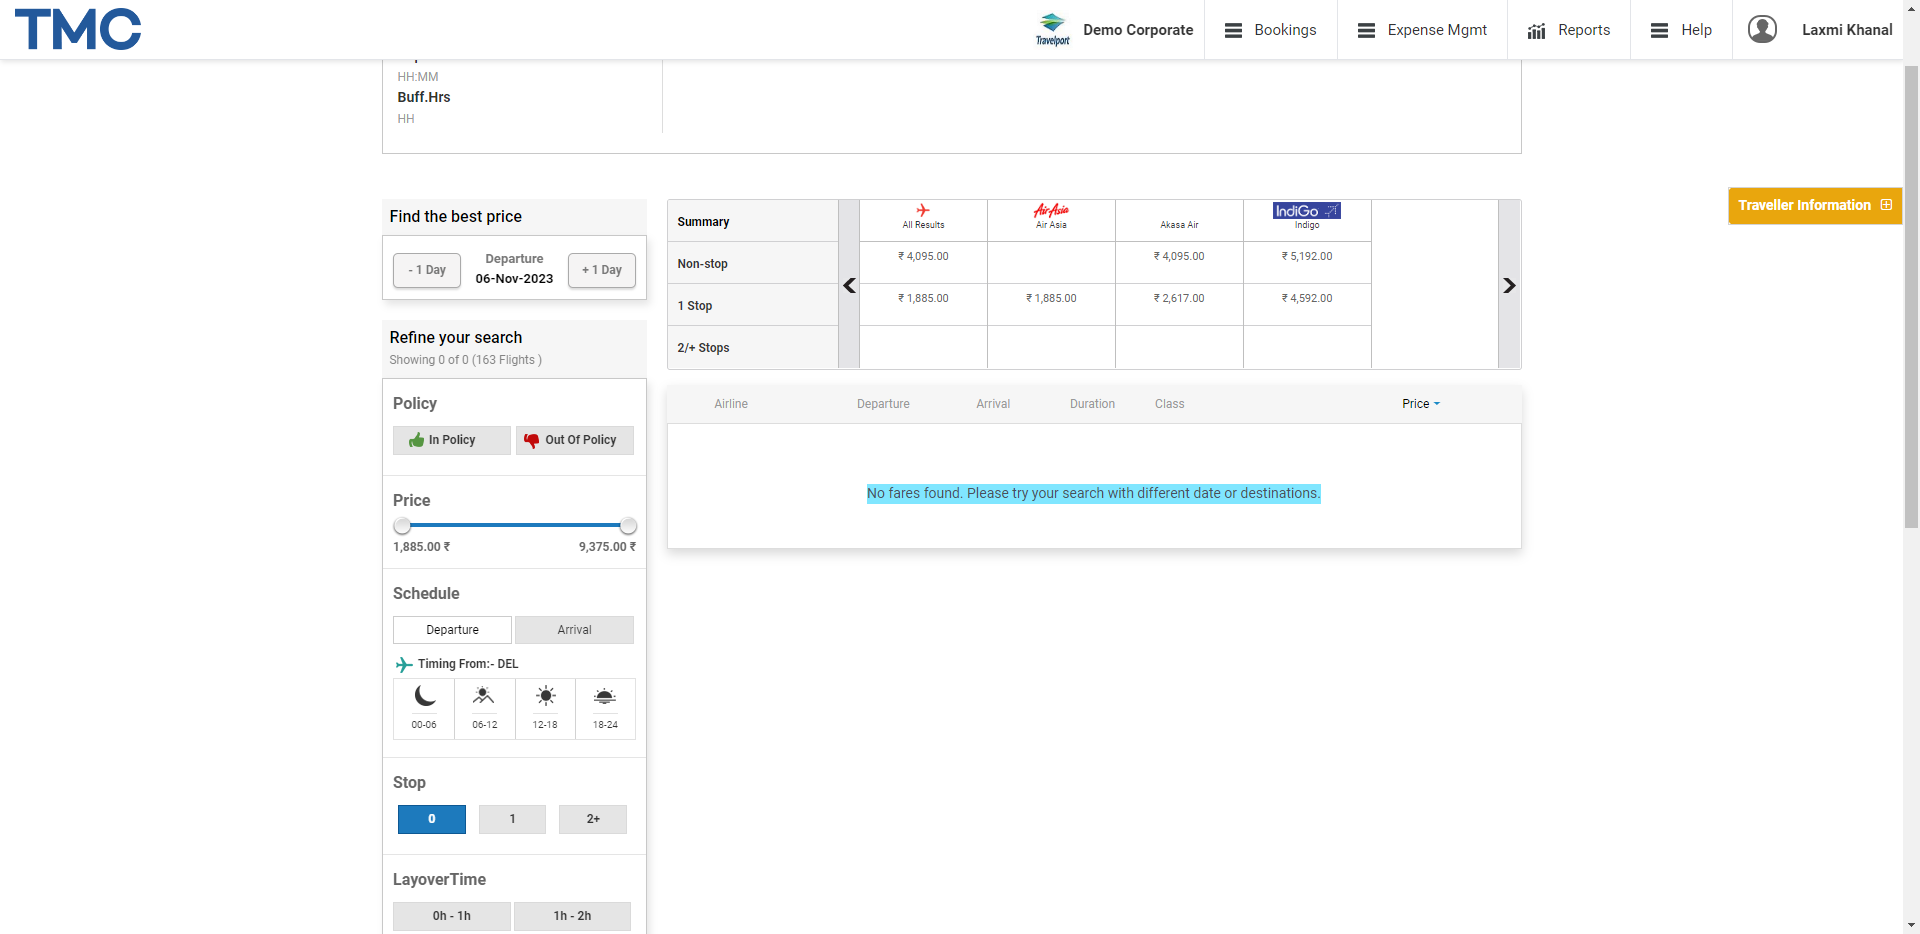 TMC
Travelport
Demo Corporate
Bookings
Expense Mgmt
Reports
Help
Laxmi Khanal
HH:MM
Buff.Hrs
HH
Traveller Information
Find the best price
- 1 Day
Departure
06-Nov-2023
+ 1 Day
Refine your search
Showing 0 of 0 (163 Flights )
Policy
In Policy
Out Of Policy
Price
1,885.00 ₹
9,375.00 ₹
Schedule
Departure
Arrival
Timing From:- DEL
00-06
06-12
12-18
18-24
Stop
0
1
2+
LayoverTime
0h - 1h
1h - 2h
Summary
All Results
AirAsia
Air Asia
Akasa Air
IndiGo
Indigo
Non-stop
₹ 4,095.00
₹ 4,095.00
₹ 5,192.00
1 Stop
₹ 1,885.00
₹ 1,885.00
₹ 2,617.00
₹ 4,592.00
2/+ Stops
Airline
Departure
Arrival
Duration
Class
Price
No fares found. Please try your search with different date or destinations.